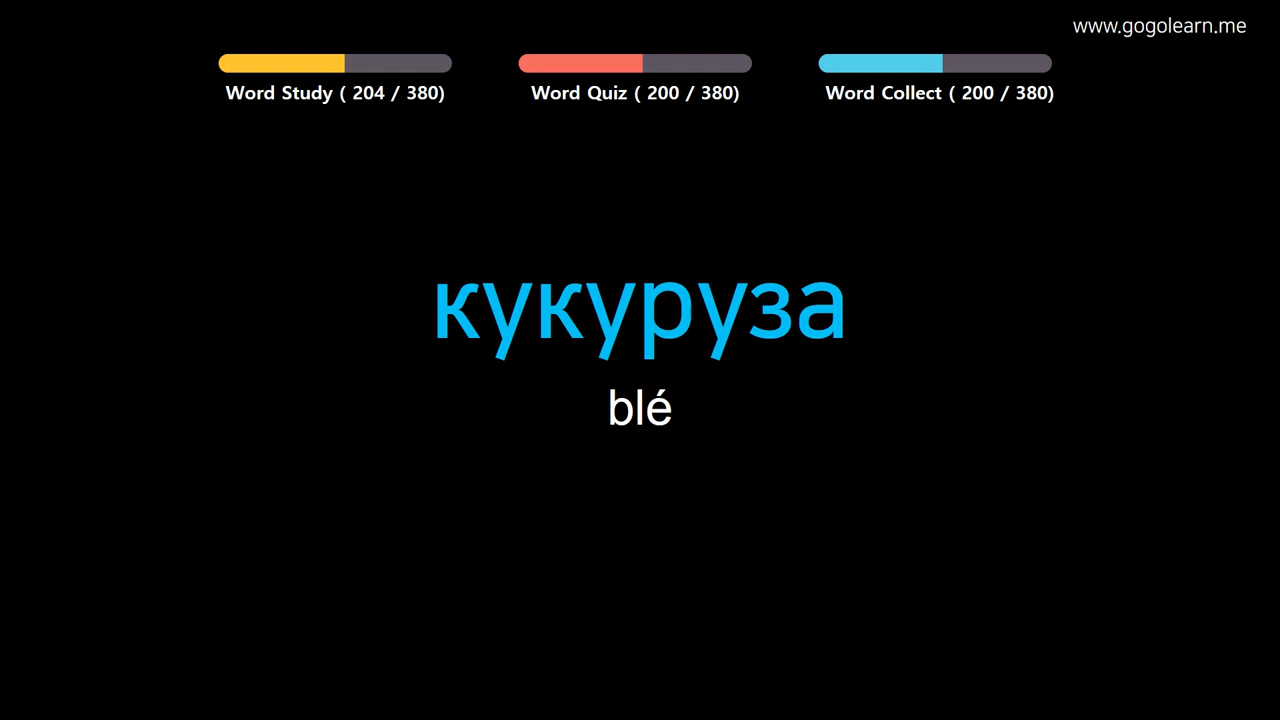 www.gogolearn.me
Word Study ( 204 / 380)
Word Quiz ( 200 / 380)
Word Collect ( 200 / 380)
кукуруза
blé